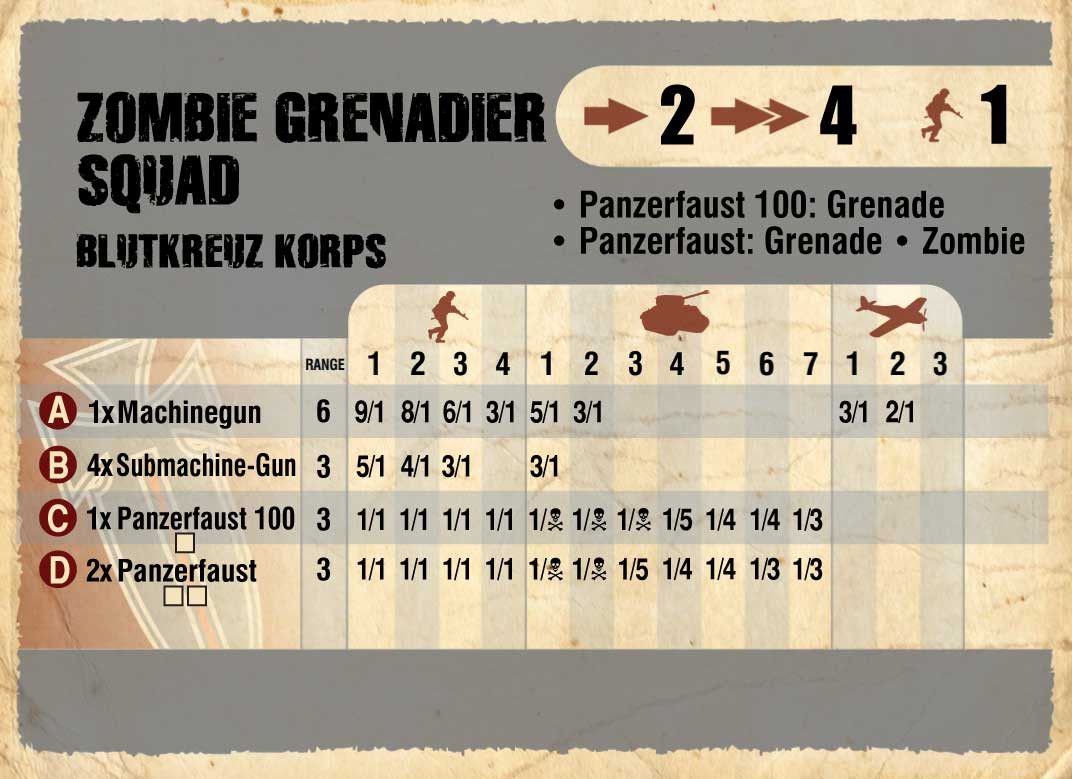 ZOMBIE GRENADIER
SQUAD
BLUTKREUZ KORPS
2 4 1
• Panzerfaust 100: Grenade
• Panzerfaust: Grenade • Zombie
RANGE 1 2 3 4 1 2 3 4 5 6 7 1 2 3
A 1x Machinegun 6 9/1 8/1 6/1 3/1 5/1 3/1 3/1 2/1
B 4x Submachine-Gun 3 5/1 4/1 3/1 3/1
C 1x Panzerfaust 100 3 1/1 1/1 1/1 1/1 1/☠ 1/☠ 1/☠ 1/5 1/4 1/4 1/3
D 2x Panzerfaust 3 1/1 1/1 1/1 1/1 1/☠ 1/☠ 1/5 1/4 1/4 1/3 1/3